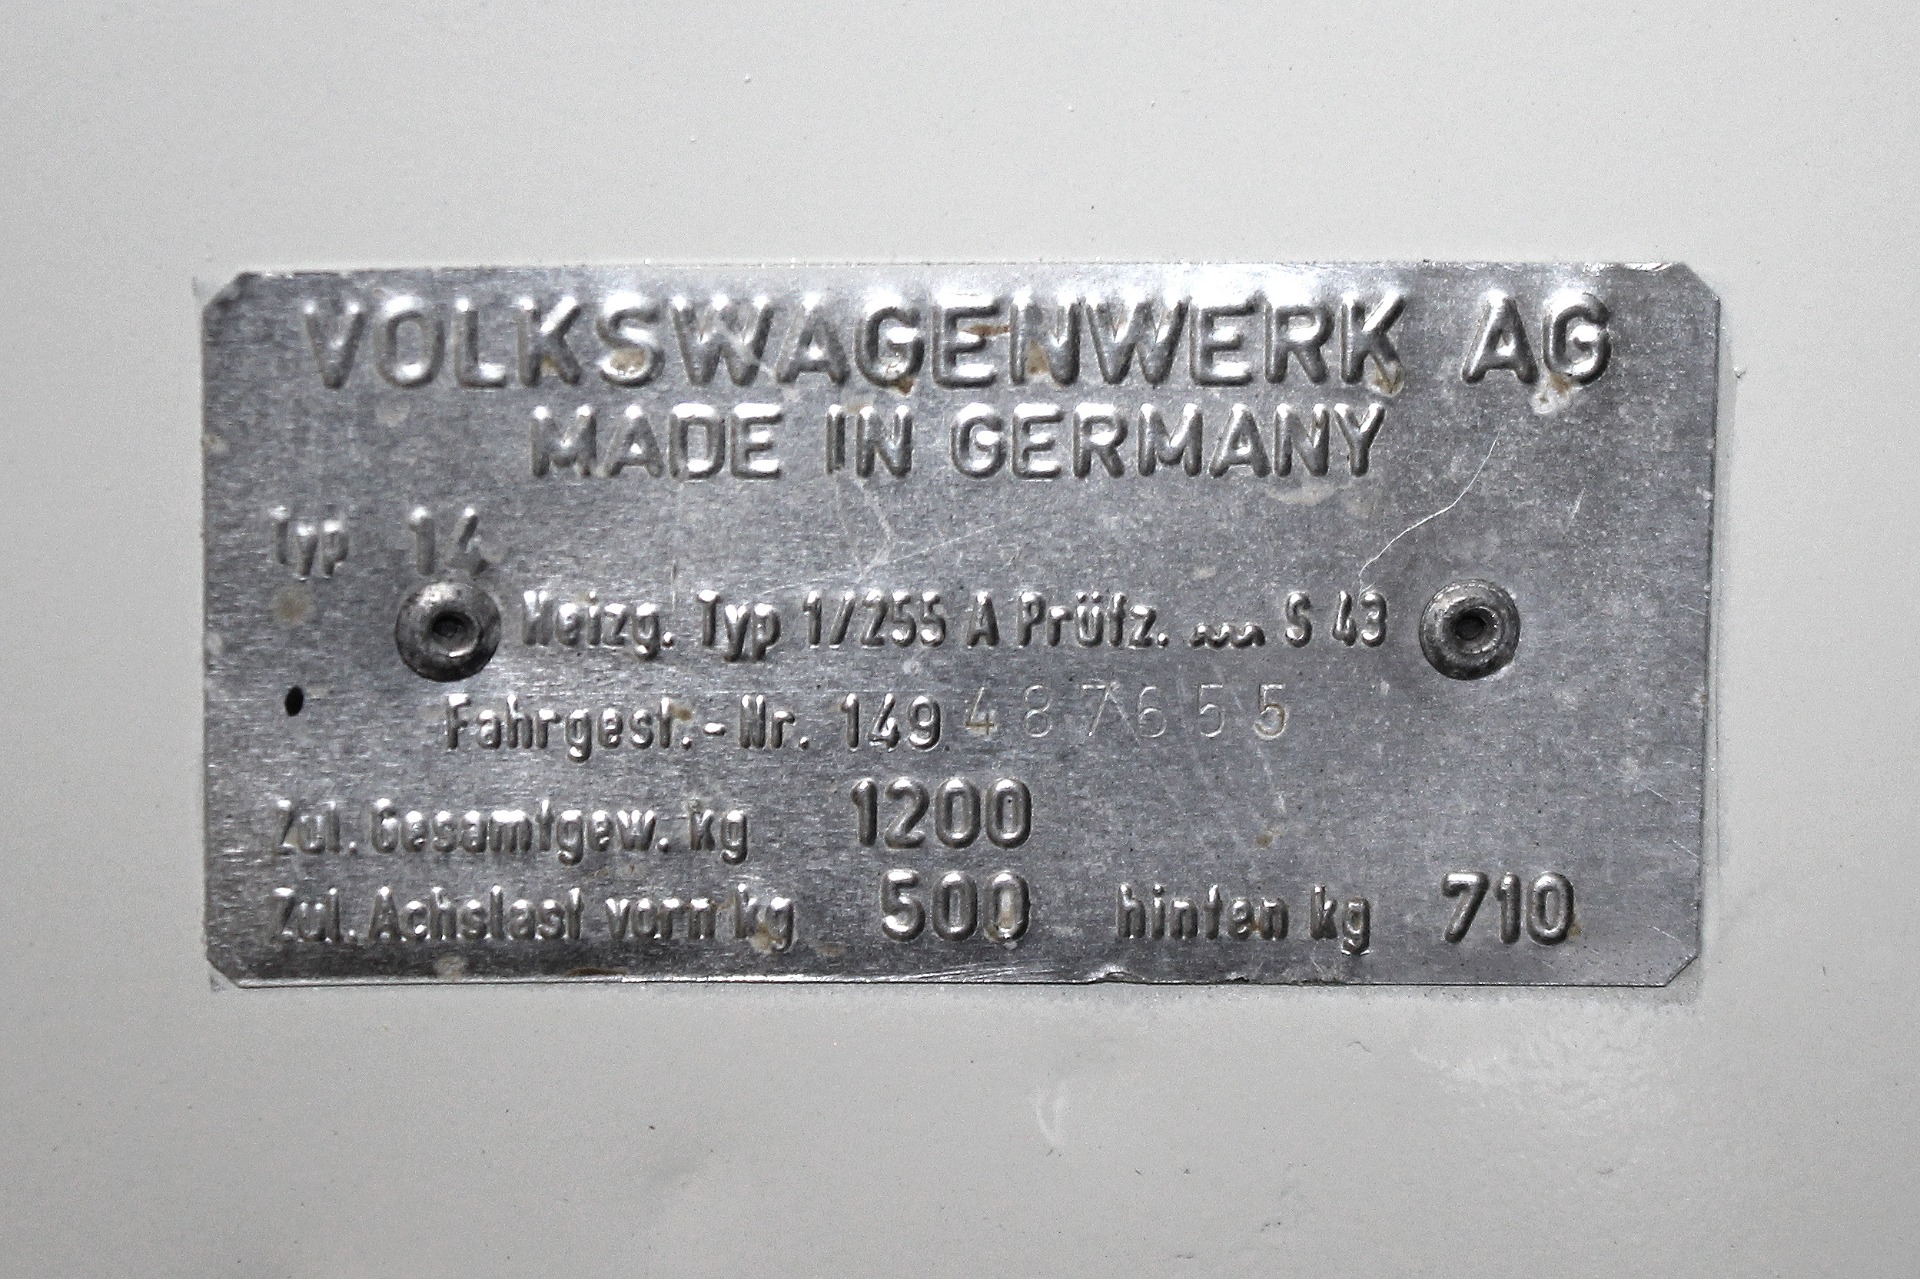 VOLKSWAGENWERK AG
MADE IN GERMANY
Typ 14
Heizg. Typ 1/255 A Prüfz. ~~~ S 43
Fahrgest.-Nr. 149 487655
Zul. Gesamtgew. kg 1200
Zul. Achslast vorn kg 500 hinten kg 710